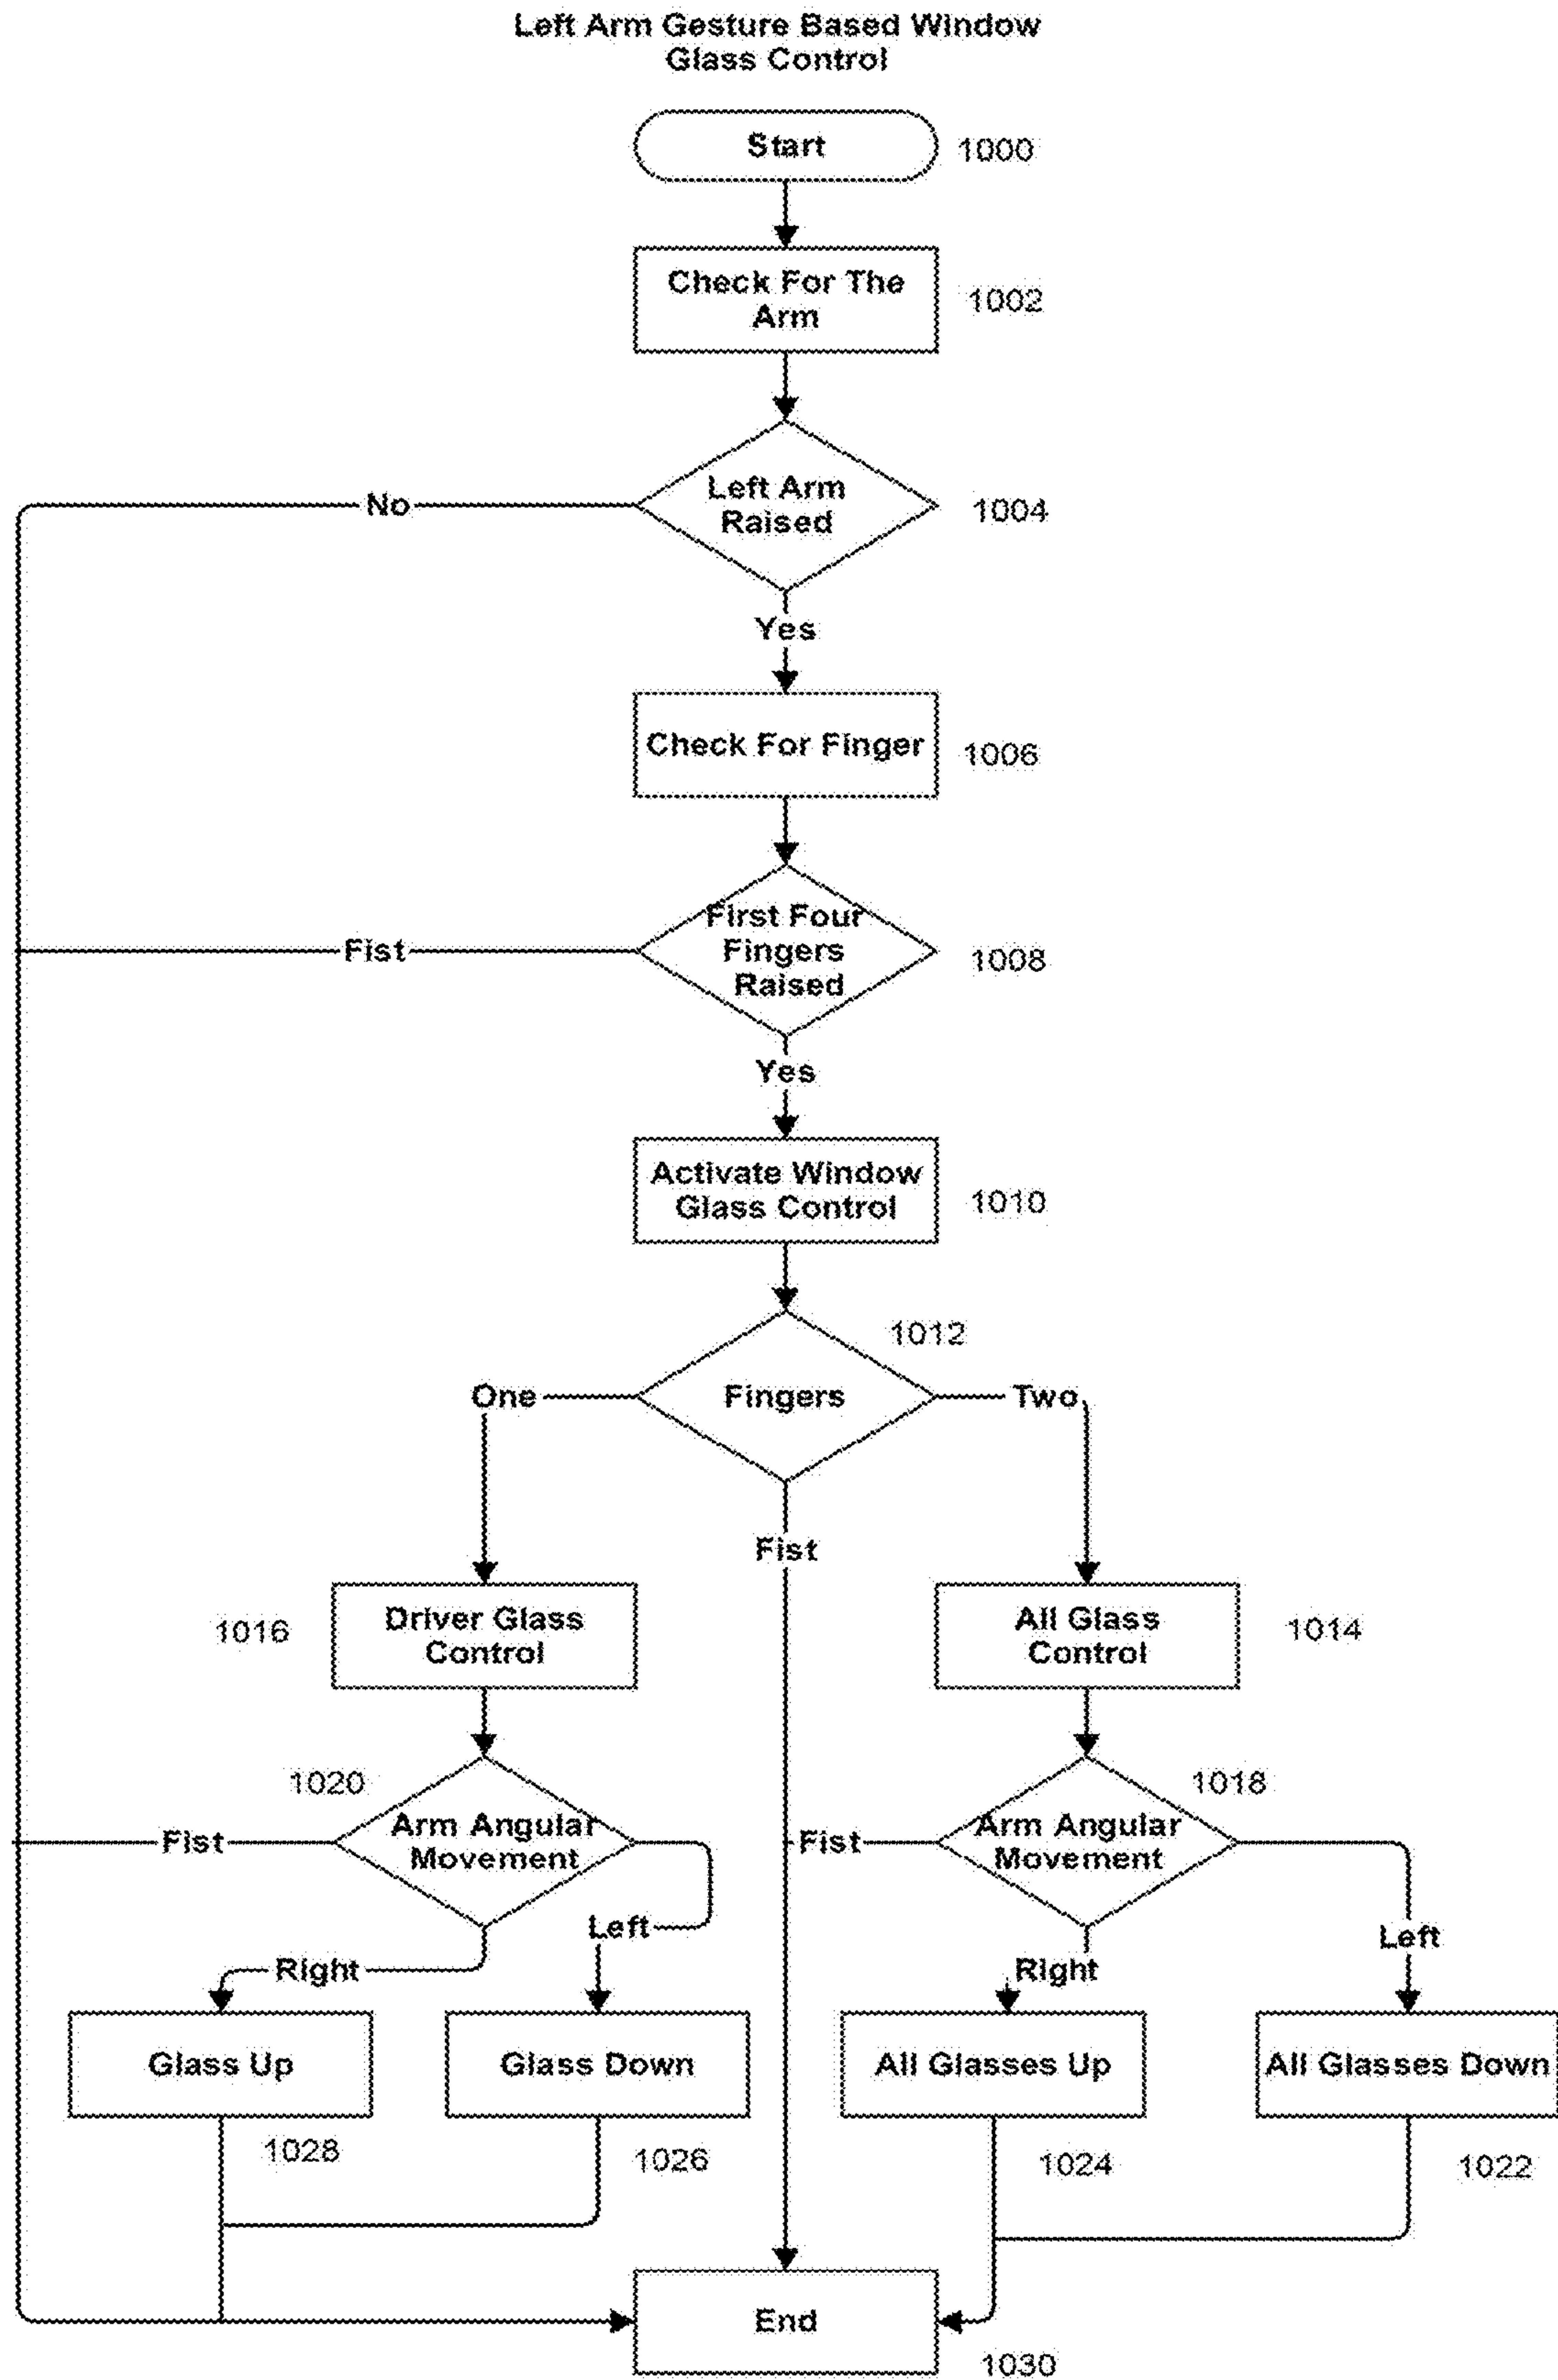 Left Arm Gesture Based Window
Glass Control
Start
1000
Check For The
Arm
1002
Left Arm
Raised
1004
No
Yes
Check For Finger
1006
First Four
Fingers
Raised
1008
Fist
Yes
Activate Window
Glass Control
1010
1012
One
Fingers
Two
Fist
1016
Driver Glass
Control
All Glass
Control
1014
1020
1018
Fist
Arm Angular
Movement
Fist
Arm Angular
Movement
Left
Left
Right
Right
Glass Up
Glass Down
All Glasses Up
All Glasses Down
1028
1026
1024
1022
End
1030